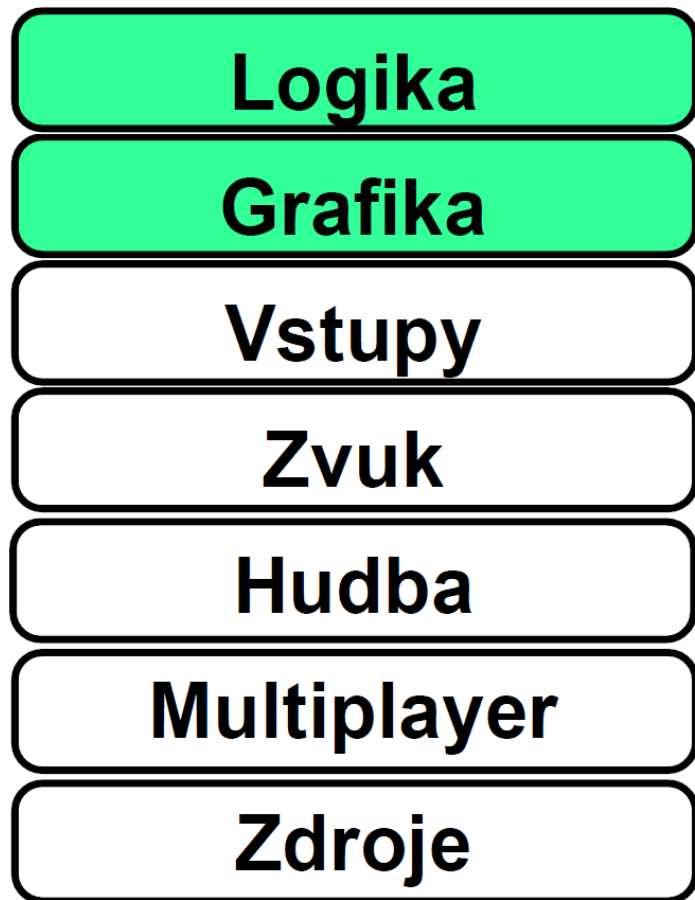 Logika
Grafika
Vstupy
Zvuk
Hudba
Multiplayer
Zdroje